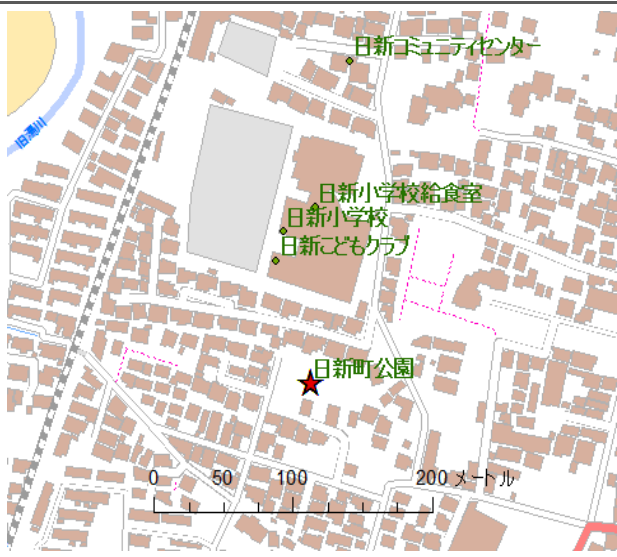 日新コミュニティセンター
旧湊川
日新小学校給食室
日新小学校
日新こどもクラブ
日新町公園
0 50 100 200 メートル